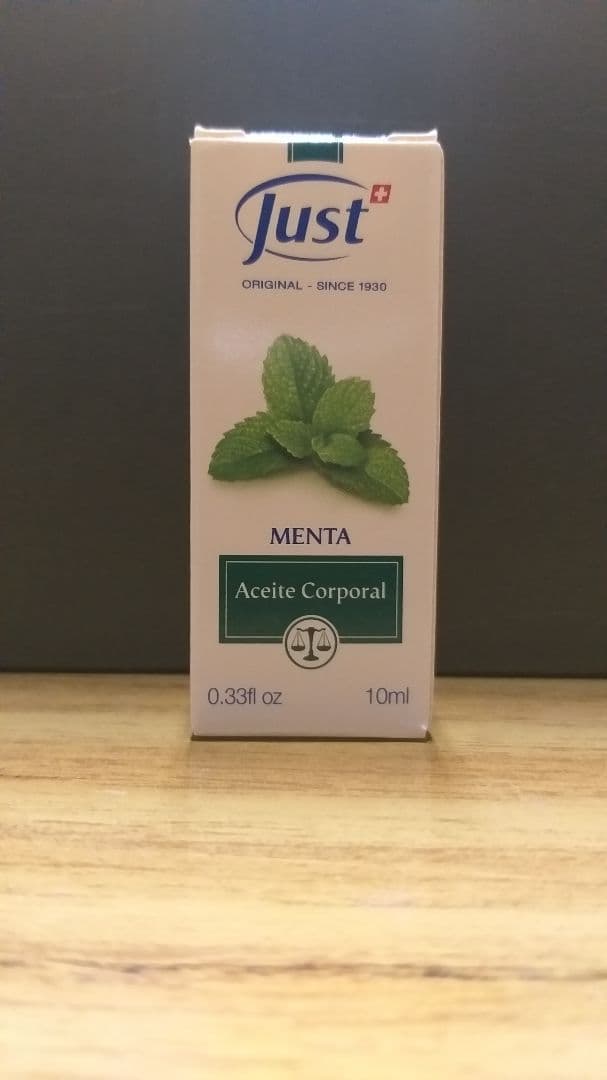 Just
ORIGINAL - SINCE 1930
MENTA
Aceite Corporal
0.33fl oz 10ml